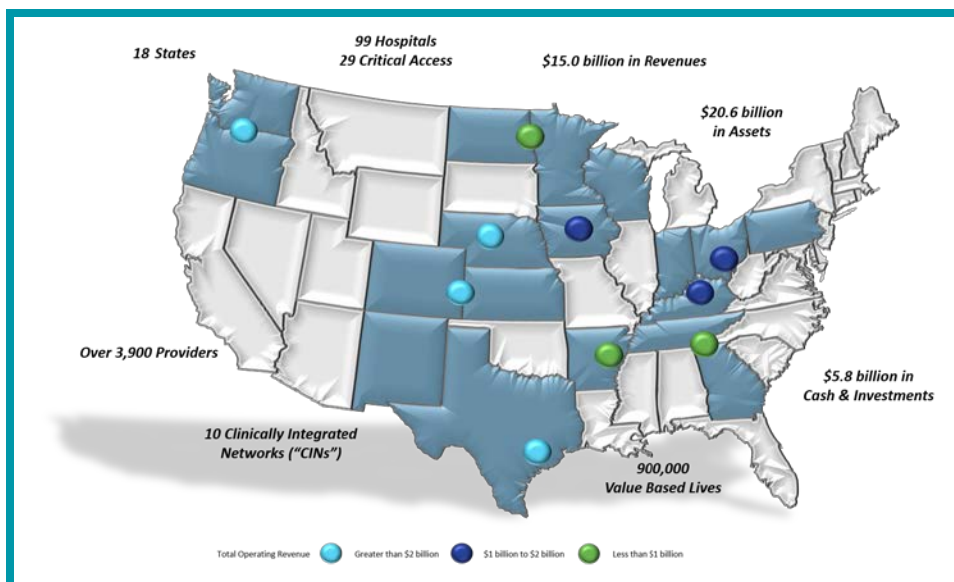 99 Hospitals
29 Critical Access
18 States
$15.0 billion in Revenues
$20.6 billion
in Assets
Over 3,900 Providers
$5.8 billion in
Cash & Investments
10 Clinically Integrated
Networks (“CINs”)
900,000
Value Based Lives
Total Operating Revenue
Greater than $2 billion
$1 billion to $2 billion
Less than $1 billion